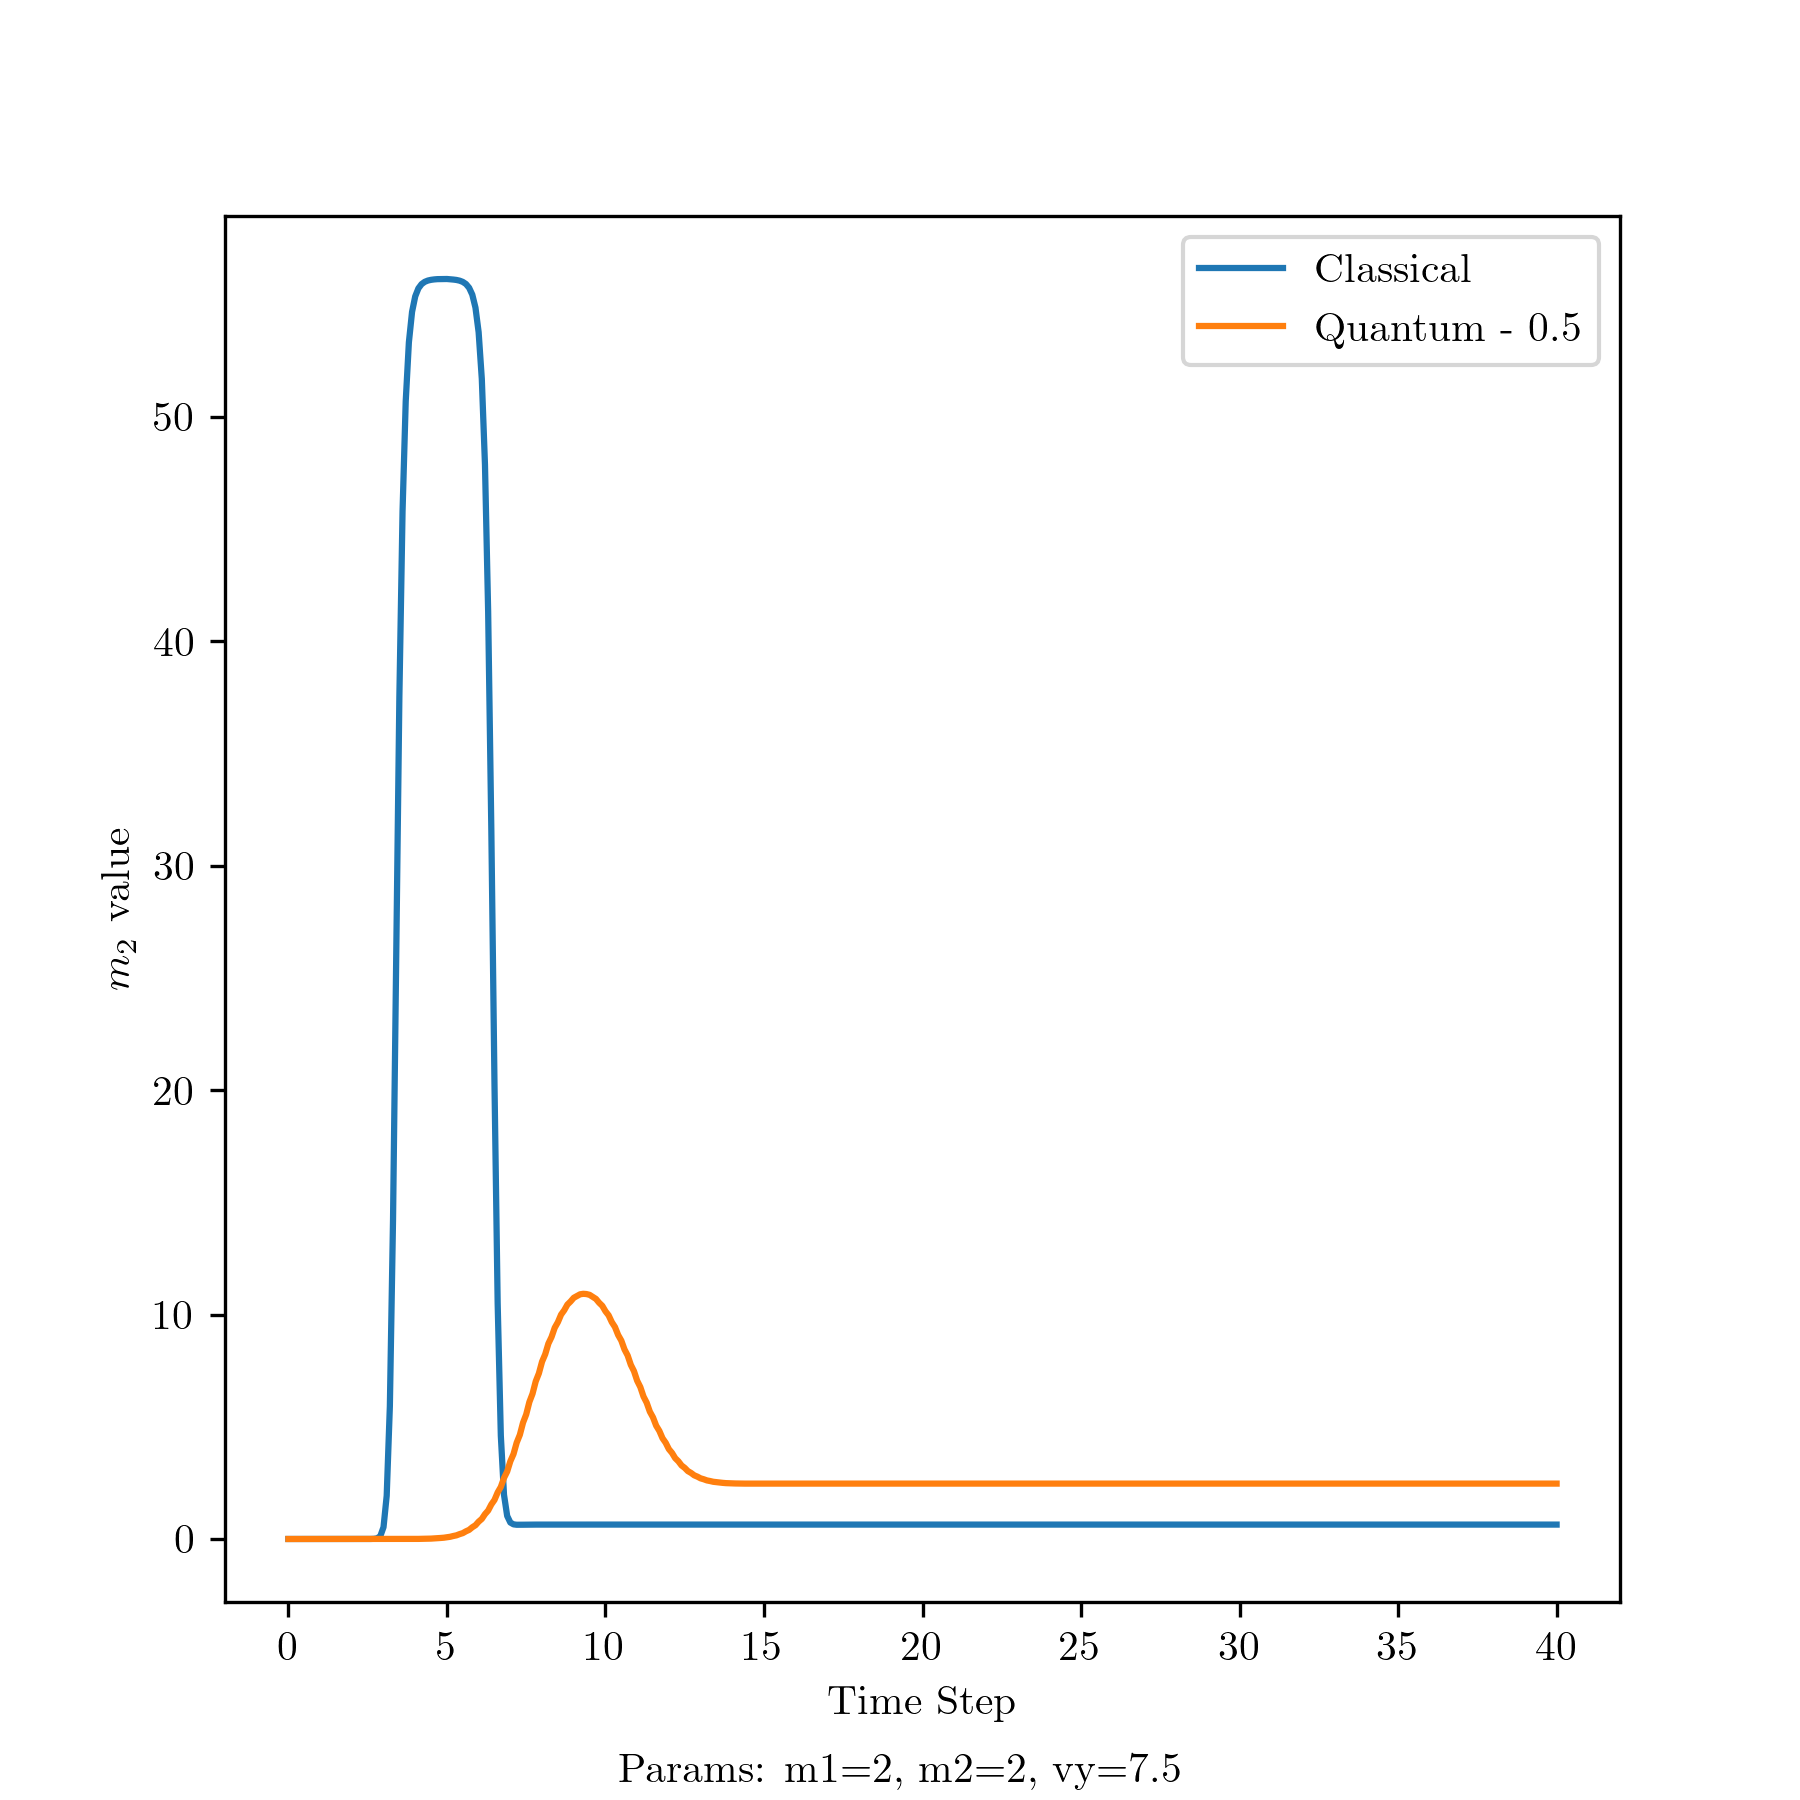 Classical
Quantum - 0.5
50
40
30
20
10
0
m₂ value
0 5 10 15 20 25 30 35 40
Time Step
Params: m1=2, m2=2, vy=7.5